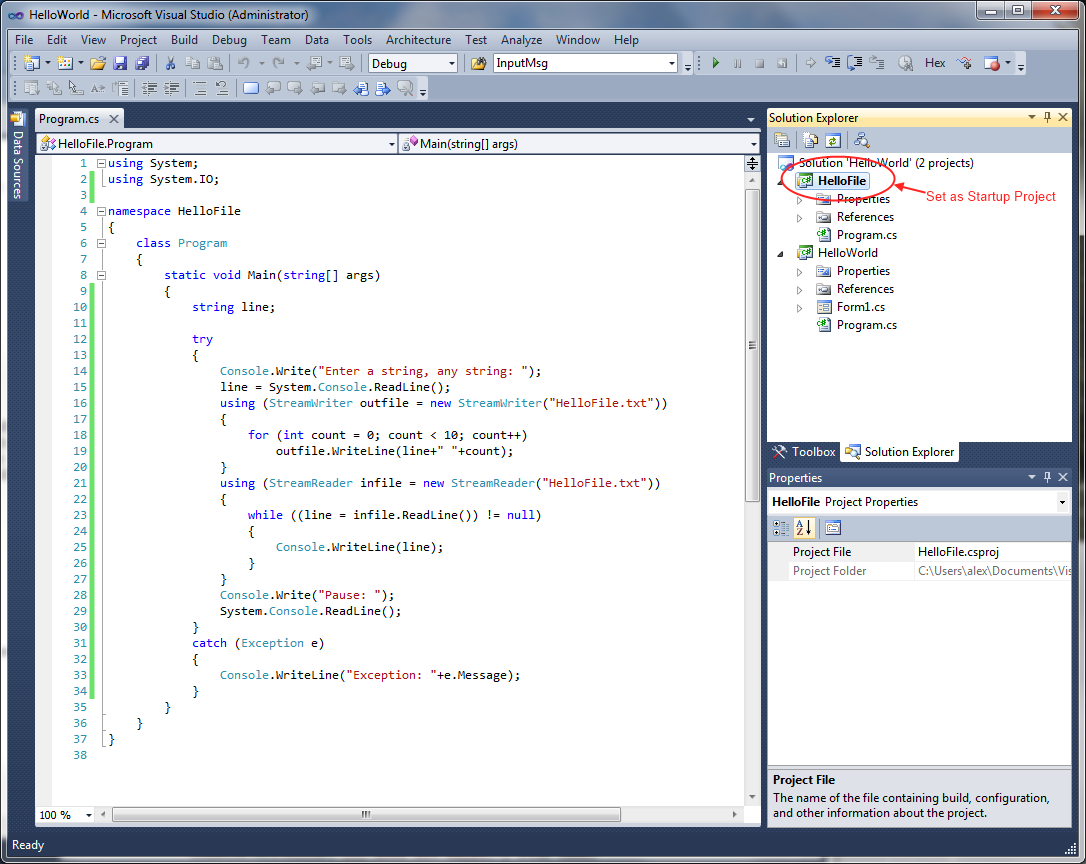 HelloWorld - Microsoft Visual Studio (Administrator)
File Edit View Project Build Debug Team Data Tools Architecture Test Analyze Window Help
Debug InputMsg Hex
Data Sources
Program.cs
HelloFile.Program Main(string[] args)
1 using System;
2 using System.IO;
3
4 namespace HelloFile
5 {
6 class Program
7 {
8 static void Main(string[] args)
9 {
10 string line;
11
12 try
13 {
14 Console.Write("Enter a string, any string: ");
15 line = System.Console.ReadLine();
16 using (StreamWriter outfile = new StreamWriter("HelloFile.txt"))
17 {
18 for (int count = 0; count < 10; count++)
19 outfile.WriteLine(line+" "+count);
20 }
21 using (StreamReader infile = new StreamReader("HelloFile.txt"))
22 {
23 while ((line = infile.ReadLine()) != null)
24 {
25 Console.WriteLine(line);
26 }
27 }
28 Console.Write("Pause: ");
29 System.Console.ReadLine();
30 }
31 catch (Exception e)
32 {
33 Console.WriteLine("Exception: "+e.Message);
34 }
35 }
36 }
37 }
38
100 %
Solution Explorer
Solution 'HelloWorld' (2 projects)
HelloFile
Set as Startup Project
Properties
References
Program.cs
HelloWorld
Properties
References
Form1.cs
Program.cs
Toolbox Solution Explorer
Properties
HelloFile Project Properties
Project File HelloFile.csproj
Project Folder C:\Users\alex\Documents\Vis
Project File
The name of the file containing build, configuration,
and other information about the project.
Ready